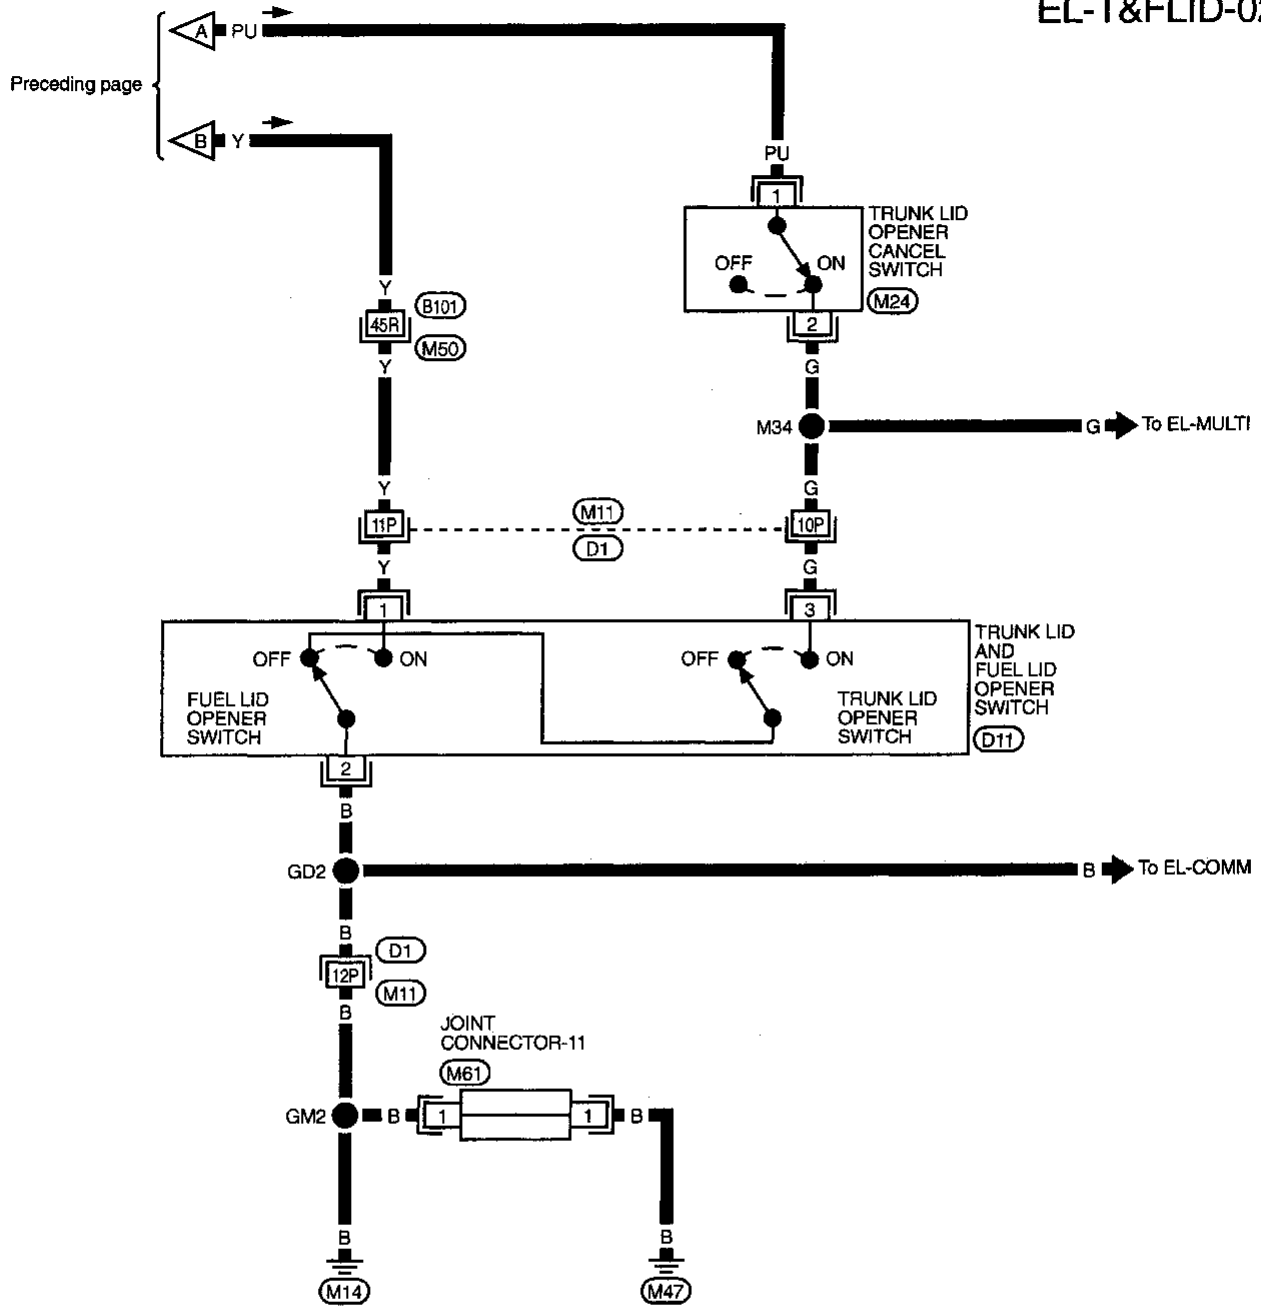 EL-T&FLID-02
A PU
Preceding page
B Y
PU
1
TRUNK LID
OPENER
CANCEL
SWITCH
OFF ON
M24
2
Y
45R
B101
M50
Y
G
M34
G To EL-MULTI
Y
G
11P
M11
D1
10P
Y
G
1
3
OFF ON
FUEL LID
OPENER
SWITCH
OFF ON
TRUNK LID
OPENER
SWITCH
TRUNK LID
AND
FUEL LID
OPENER
SWITCH
D11
2
B
GD2
B To EL-COMM
B
12P
D1
M11
B
JOINT
CONNECTOR-11
M61
GM2
B 1 1 B
B
B
M14
M47